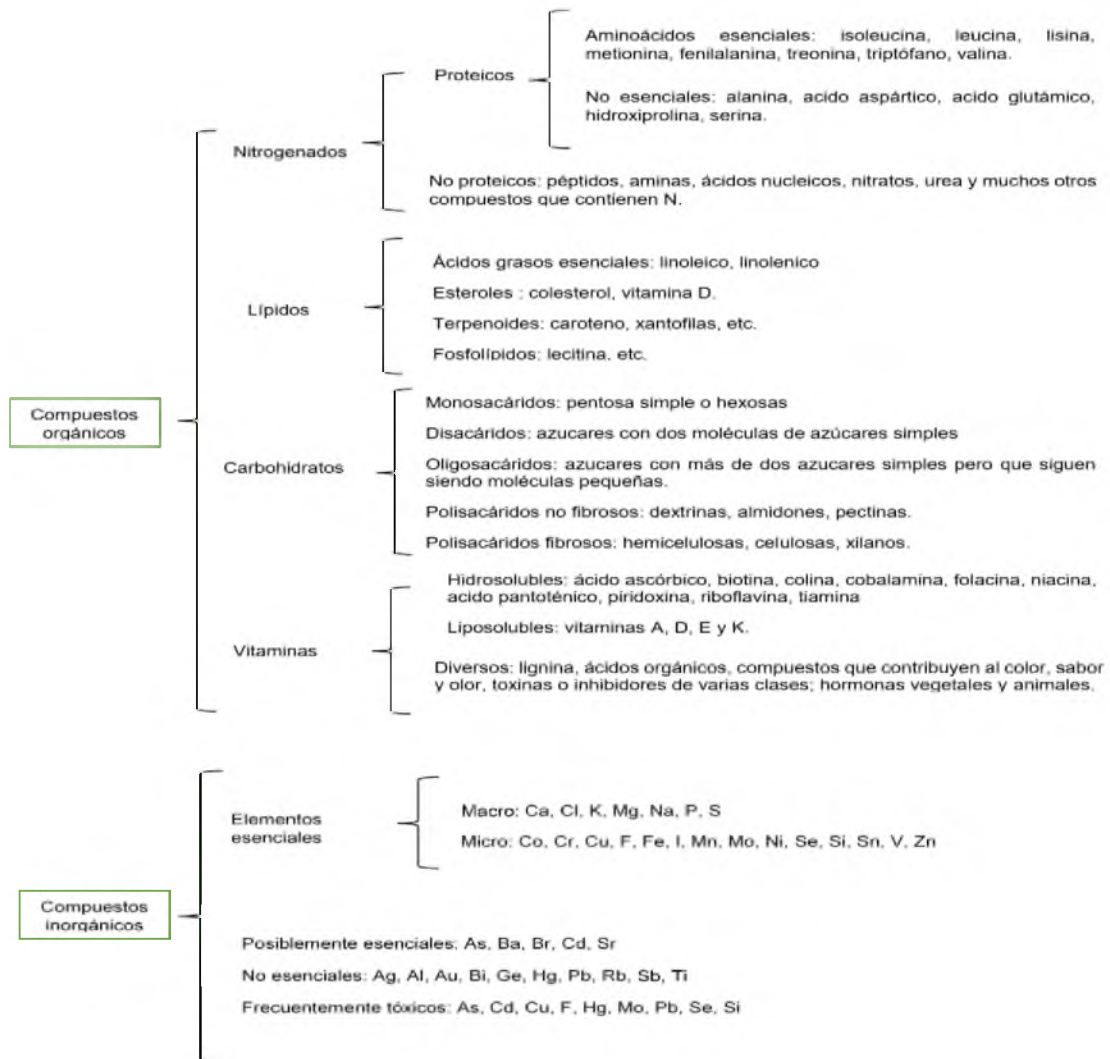 Compuestos
orgánicos
Nitrogenados
Proteicos
Aminoácidos esenciales: isoleucina, leucina, lisina,
metionina, fenilalanina, treonina, triptófano, valina.
No esenciales: alanina, acido aspártico, acido glutámico,
hidroxiprolina, serina.
No proteicos: péptidos, aminas, ácidos nucleicos, nitratos, urea y muchos otros
compuestos que contienen N.
Lípidos
Ácidos grasos esenciales: linoleico, linolenico
Esteroles : colesterol, vitamina D.
Terpenoides: caroteno, xantofilas, etc.
Fosfolípidos: lecitina. etc.
Carbohidratos
Monosacáridos: pentosa simple o hexosas
Disacáridos: azucares con dos moléculas de azúcares simples
Oligosacáridos: azucares con más de dos azucares simples pero que siguen
siendo moléculas pequeñas.
Polisacáridos no fibrosos: dextrinas, almidones, pectinas.
Polisacáridos fibrosos: hemicelulosas, celulosas, xilanos.
Vitaminas
Hidrosolubles: ácido ascórbico, biotina, colina, cobalamina, folacina, niacina,
acido pantoténico, piridoxina, riboflavina, tiamina
Liposolubles: vitaminas A, D, E y K.
Diversos: lignina, ácidos orgánicos, compuestos que contribuyen al color, sabor
y olor, toxinas o inhibidores de varias clases; hormonas vegetales y animales.
Compuestos
inorgánicos
Elementos
esenciales
Macro: Ca, Cl, K, Mg, Na, P, S
Micro: Co, Cr, Cu, F, Fe, I, Mn, Mo, Ni, Se, Si, Sn, V, Zn
Posiblemente esenciales: As, Ba, Br, Cd, Sr
No esenciales: Ag, Al, Au, Bi, Ge, Hg, Pb, Rb, Sb, Ti
Frecuentemente tóxicos: As, Cd, Cu, F, Hg, Mo, Pb, Se, Si